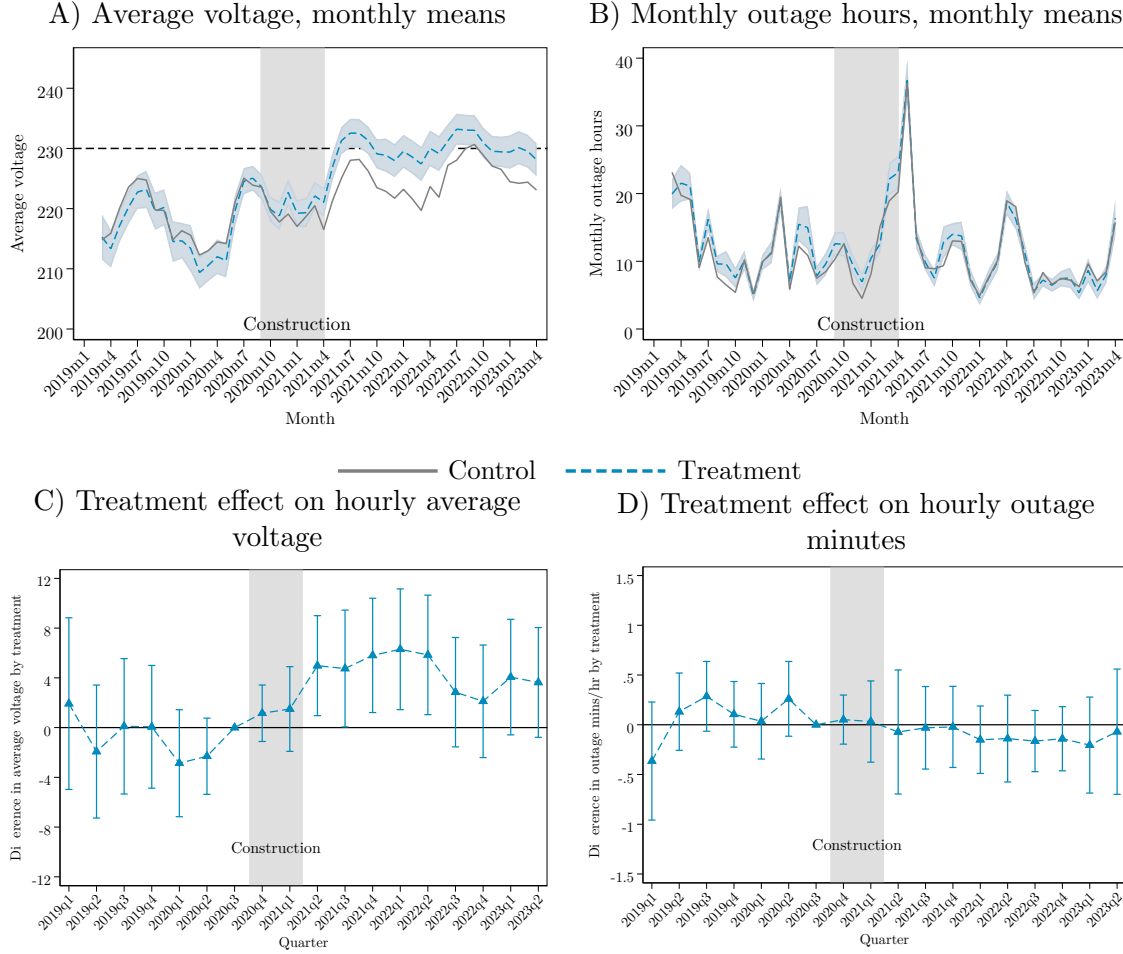 A) Average voltage, monthly means
Average voltage
240
230
220
210
200
Construction
2019m1
2019m4
2019m7
2019m10
2020m1
2020m4
2020m7
2020m10
2021m1
2021m4
2021m7
2021m10
2022m1
2022m4
2022m7
2022m10
2023m1
2023m4
Month
B) Monthly outage hours, monthly means
Monthly outage hours
40
30
20
10
0
Construction
2019m1
2019m4
2019m7
2019m10
2020m1
2020m4
2020m7
2020m10
2021m1
2021m4
2021m7
2021m10
2022m1
2022m4
2022m7
2022m10
2023m1
2023m4
Month
Control
Treatment
C) Treatment effect on hourly average
voltage
Di erence in average voltage by treatment
12
8
4
0
-4
-8
-12
Construction
2019q1
2019q2
2019q3
2019q4
2020q1
2020q2
2020q3
2020q4
2021q1
2021q2
2021q3
2021q4
2022q1
2022q2
2022q3
2022q4
2023q1
2023q2
Quarter
D) Treatment effect on hourly outage
minutes
Di erence in outage mins/hr by treatment
1.5
1
.5
0
-.5
-1
-1.5
Construction
2019q1
2019q2
2019q3
2019q4
2020q1
2020q2
2020q3
2020q4
2021q1
2021q2
2021q3
2021q4
2022q1
2022q2
2022q3
2022q4
2023q1
2023q2
Quarter